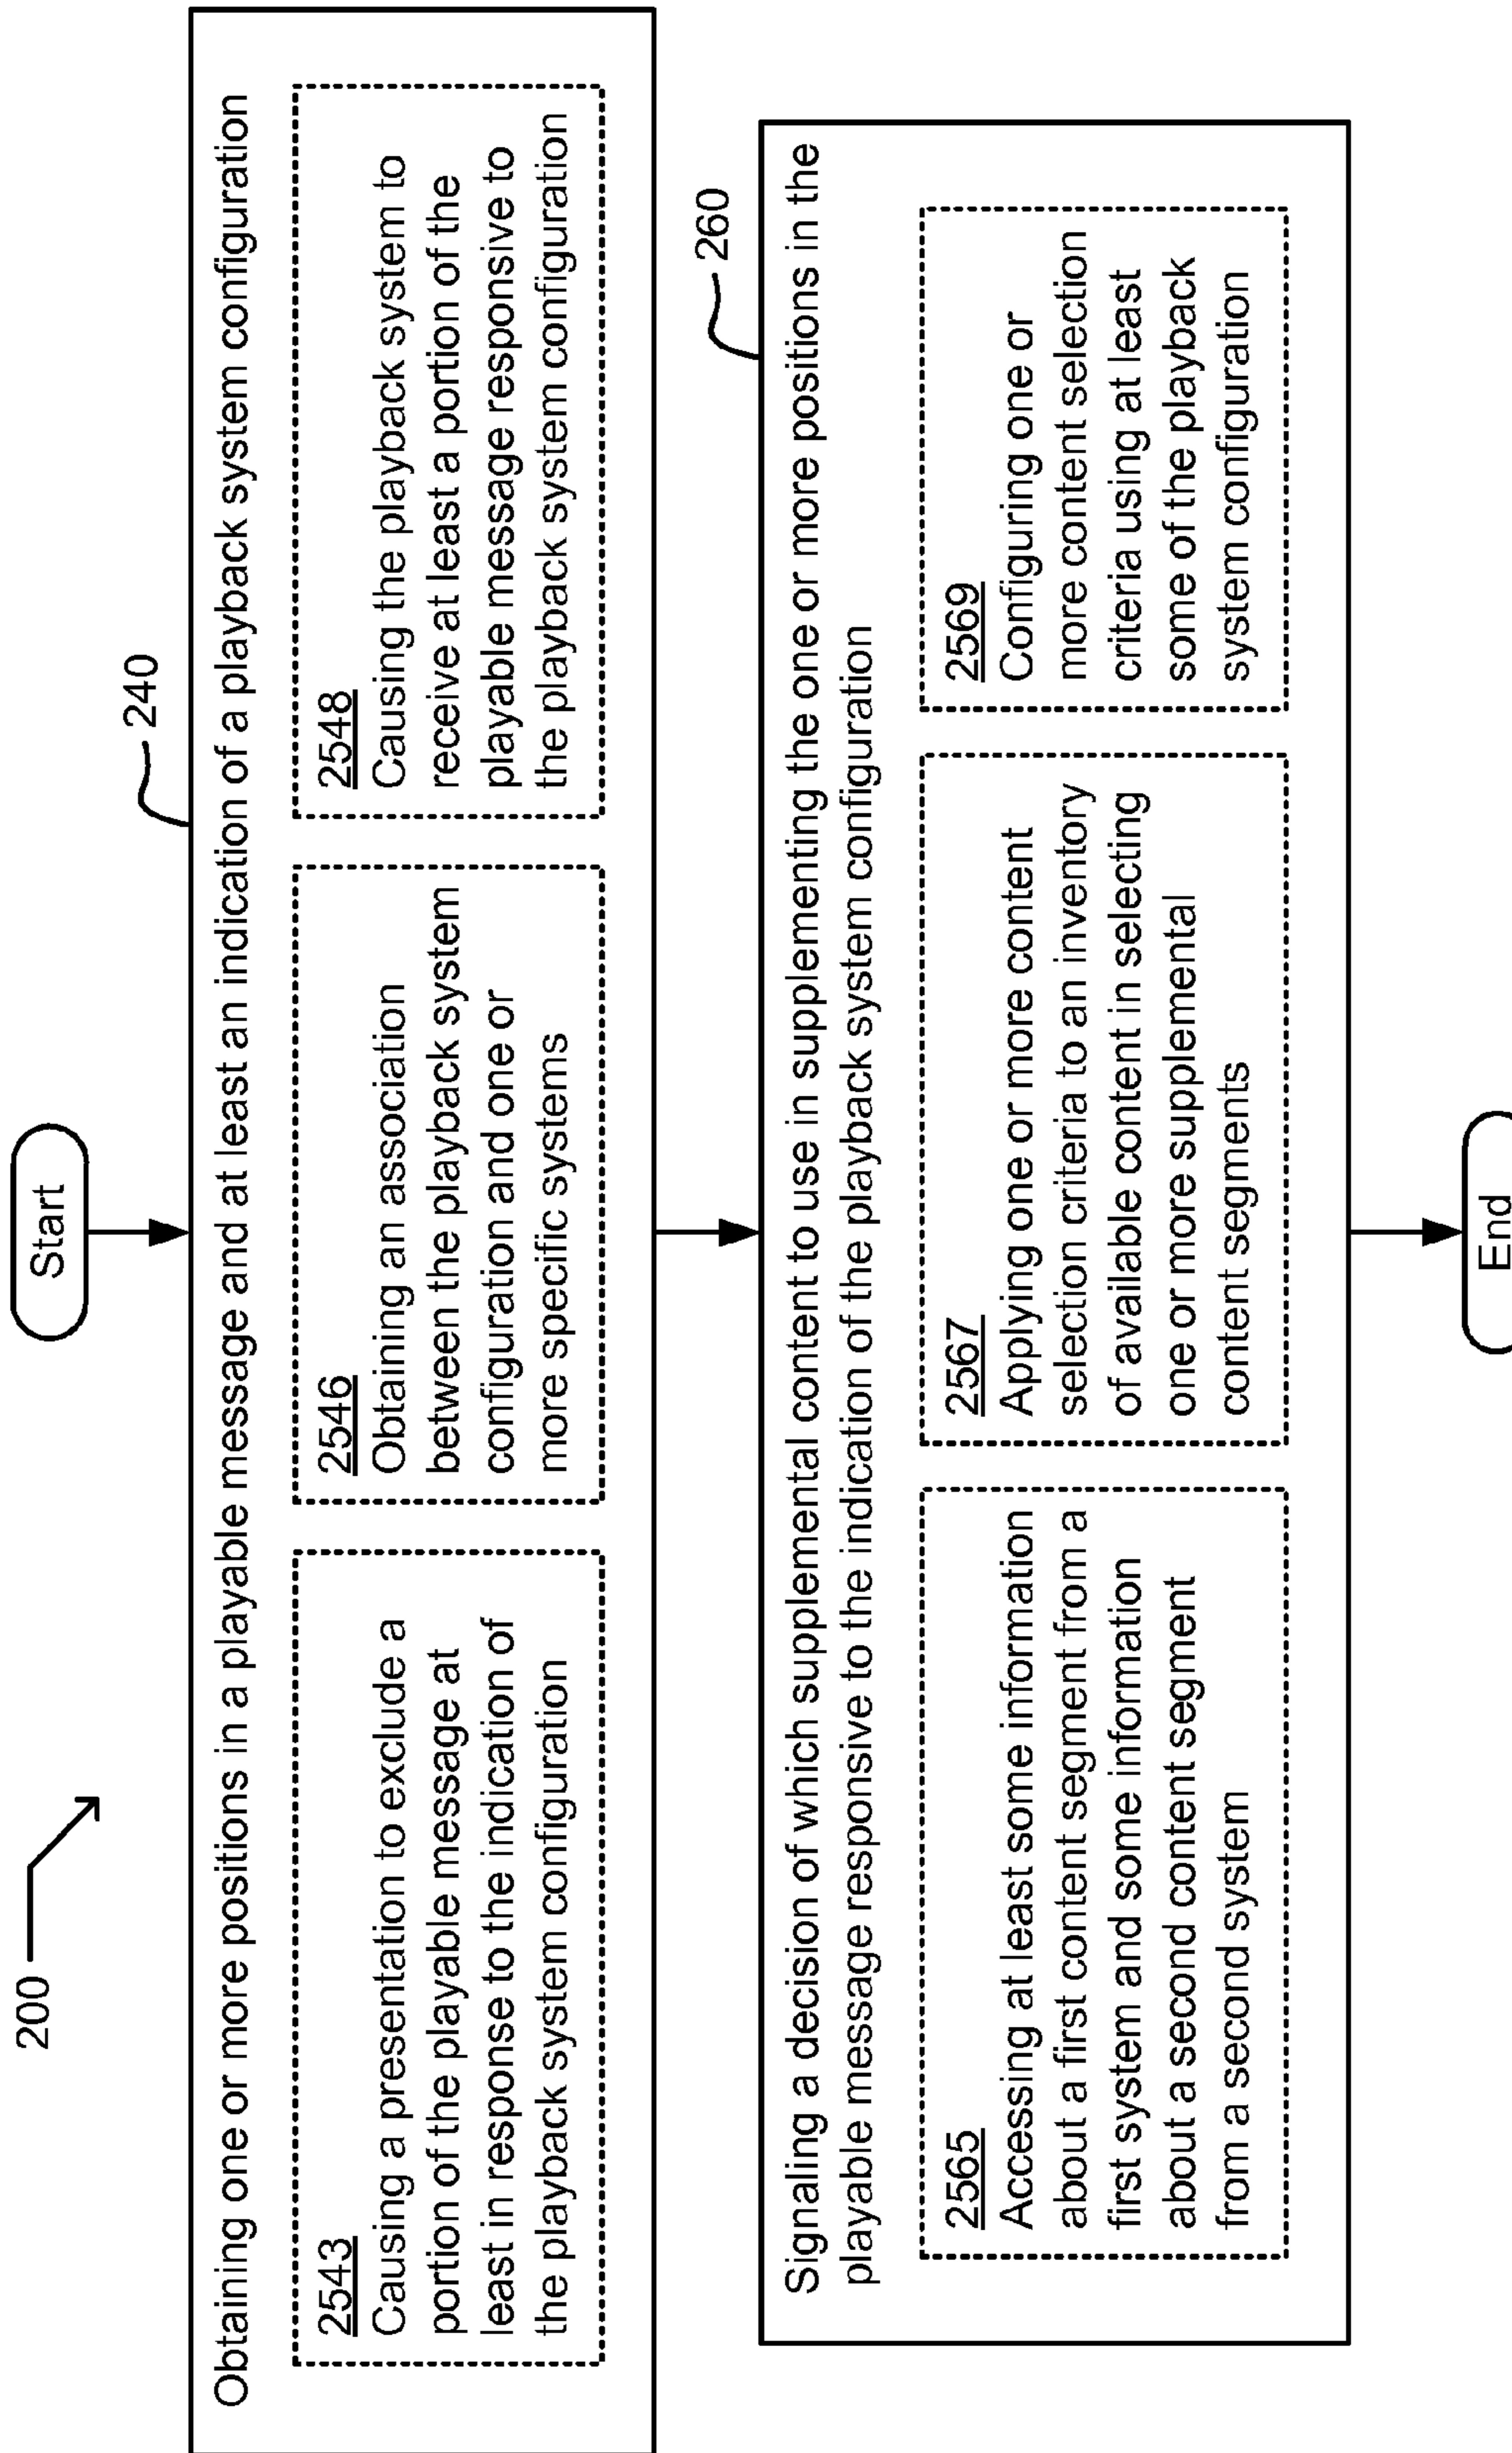 200
Start
240
Obtaining one or more positions in a playable message and at least an indication of a playback system configuration
2543
Causing a presentation to exclude a
portion of the playable message at
least in response to the indication of
the playback system configuration
2546
Obtaining an association
between the playback system
configuration and one or
more specific systems
2548
Causing the playback system to
receive at least a portion of the
playable message responsive to
the playback system configuration
260
Signaling a decision of which supplemental content to use in supplementing the one or more positions in the
playable message responsive to the indication of the playback system configuration
2565
Accessing at least some information
about a first content segment from a
first system and some information
about a second content segment
from a second system
2567
Applying one or more content
selection criteria to an inventory
of available content in selecting
one or more supplemental
content segments
2569
Configuring one or
more content selection
criteria using at least
some of the playback
system configuration
End